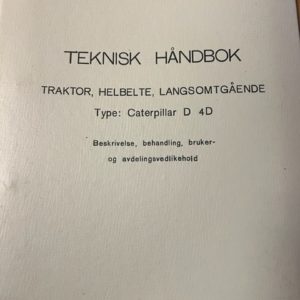 TEKNISK HÅNDBOK
TRAKTOR, HELBELTE, LANGSOMTGÅENDE
Type: Caterpillar D 4D
Beskrivelse, behandling, bruker-
og avdelingsvedlikehold